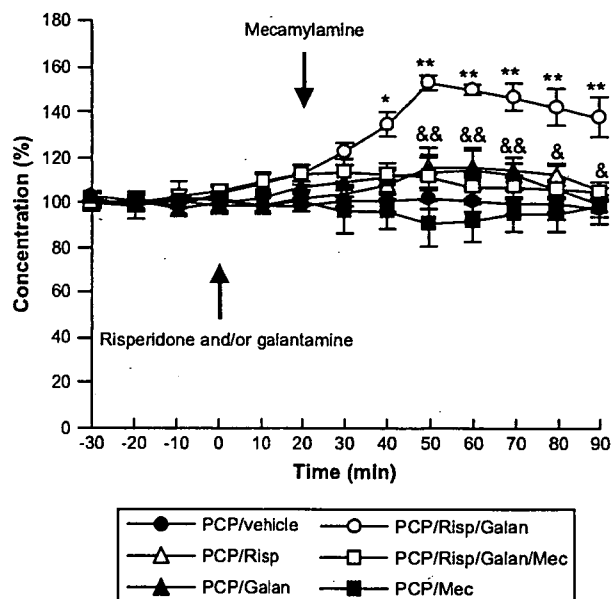 180
160
Mecamylamine
140
120
100
80
60
40
20
0
Concentration (%)
* ** ** ** ** **
&& && && & &
Risperidone and/or galantamine
-30 -20 -10 0 10 20 30 40 50 60 70 80 90
Time (min)
PCP/vehicle PCP/Risp/Galan
PCP/Risp PCP/Risp/Galan/Mec
PCP/Galan PCP/Mec